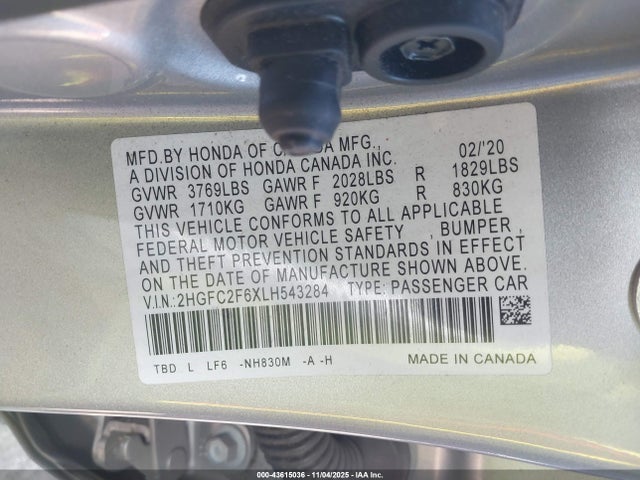 MFD.BY HONDA OF CANADA MFG., 02/'20
A DIVISION OF HONDA CANADA INC.
GVWR 3769LBS GAWR F 2028LBS R 1829LBS
GVWR 1710KG GAWR F 920KG R 830KG
THIS VEHICLE CONFORMS TO ALL APPLICABLE
FEDERAL MOTOR VEHICLE SAFETY , BUMPER ,
AND THEFT PREVENTION STANDARDS IN EFFECT
ON THE DATE OF MANUFACTURE SHOWN ABOVE.
V.I.N.:2HGFC2F6XLH543284 TYPE: PASSENGER CAR
TBD L LF6 -NH830M -A -H MADE IN CANADA
000-43615036 - 11/04/2025 - IAA Inc.